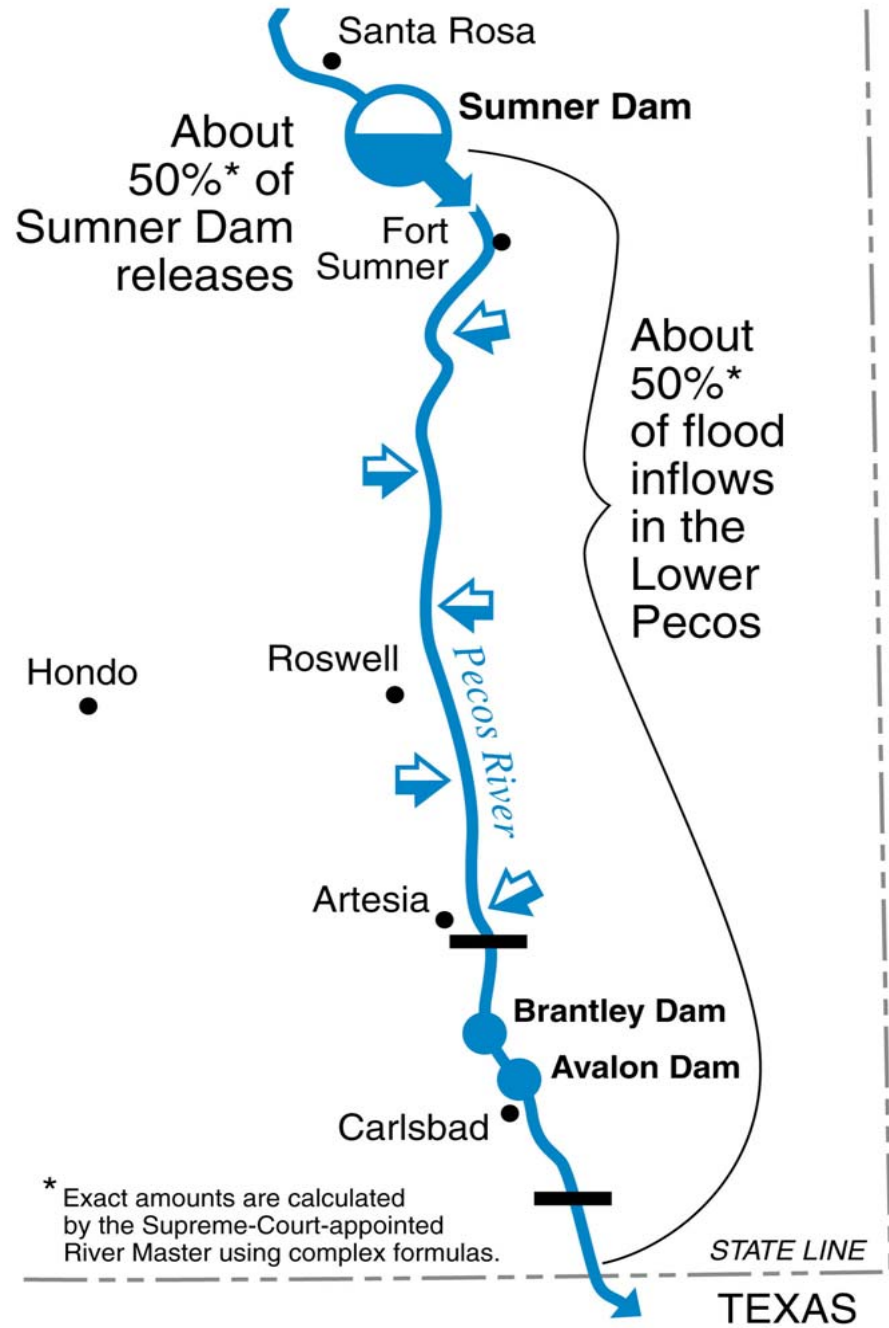 Santa Rosa
Sumner Dam
About
50%* of
Sumner Dam
releases
Fort
Sumner
About
50%*
of flood
inflows
in the
Lower
Pecos
Hondo
Roswell
Pecos River
Artesia
Brantley Dam
Avalon Dam
Carlsbad
* Exact amounts are calculated
by the Supreme-Court-appointed
River Master using complex formulas.
STATE LINE
TEXAS